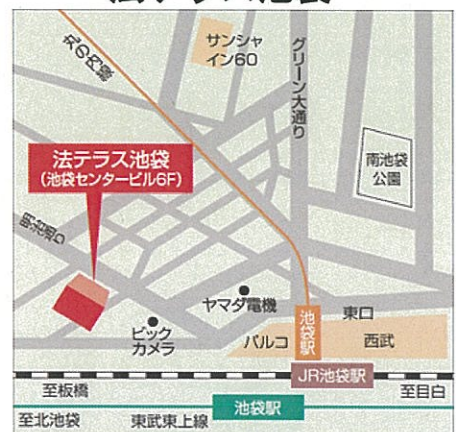 サンシャ
イン60
丸の内線
グリーン大通り
法テラス池袋
(池袋センタービル6F)
南池袋
公園
明治通り
ヤマダ電機
ビック
カメラ
池袋駅
東口
パルコ
西武
JR池袋駅
至板橋
至目白
池袋駅
至北池袋
東武東上線